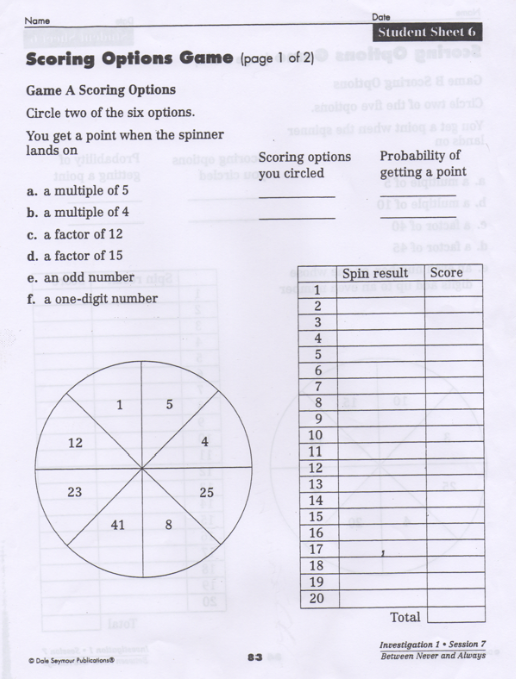 Name
Date
Student Sheet 6
Scoring Options Game (page 1 of 2)
Game A Scoring Options
Circle two of the six options.
You get a point when the spinner
lands on
Scoring options
you circled
Probability of
getting a point
a. a multiple of 5
b. a multiple of 4
c. a factor of 12
d. a factor of 15
e. an odd number
f. a one-digit number
Spin result Score
1
2
3
4
5
6
7
8
9
10
11
12
13
14
15
16
17
18
19
20
Total
1 5
12 4
23 25
41 8
© Dale Seymour Publications®
83
Investigation 1 • Session 7
Between Never and Always